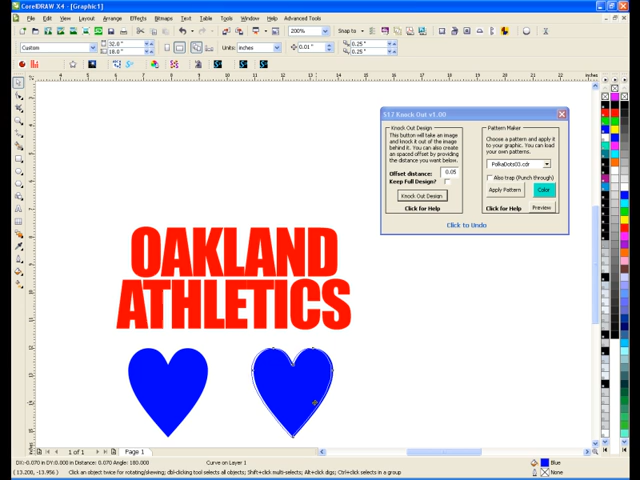 CorelDRAW X4 - [Graphic1]
File Edit View Layout Arrange Effects Bitmaps Text Table Tools Window Help Advanced Tools
200% Snap to
Custom 32.0" 18.0" Units: inches 0.01" 0.25" 0.25"
inches
S17 Knock Out v1.00
Knock Out Design
This button will take an image
and knock it out of the image
behind it. You can also create
an spaced offset by providing
the distance you want below.
Offset distance: 0.05
Keep Full Design?
Knock Out Design
Click for Help
Pattern Maker
Choose a pattern and apply it
to your graphic. You can load
your own patterns.
PolkaDots03.cdr
Also trap (Punch through)
Apply Pattern Color
Click for Help Preview
Click to Undo
OAKLAND
ATHLETICS
1 of 1 Page 1
DX:-0.070 in DY:0.000 in Distance: 0.070 Angle: 180.000 Curve on Layer 1 Blue
(13.200, -13.956) Click an object twice for rotating/skewing; dbl-clicking tool selects all objects; Shift+click multi-selects; Alt+click digs; Ctrl+click selects in a group None